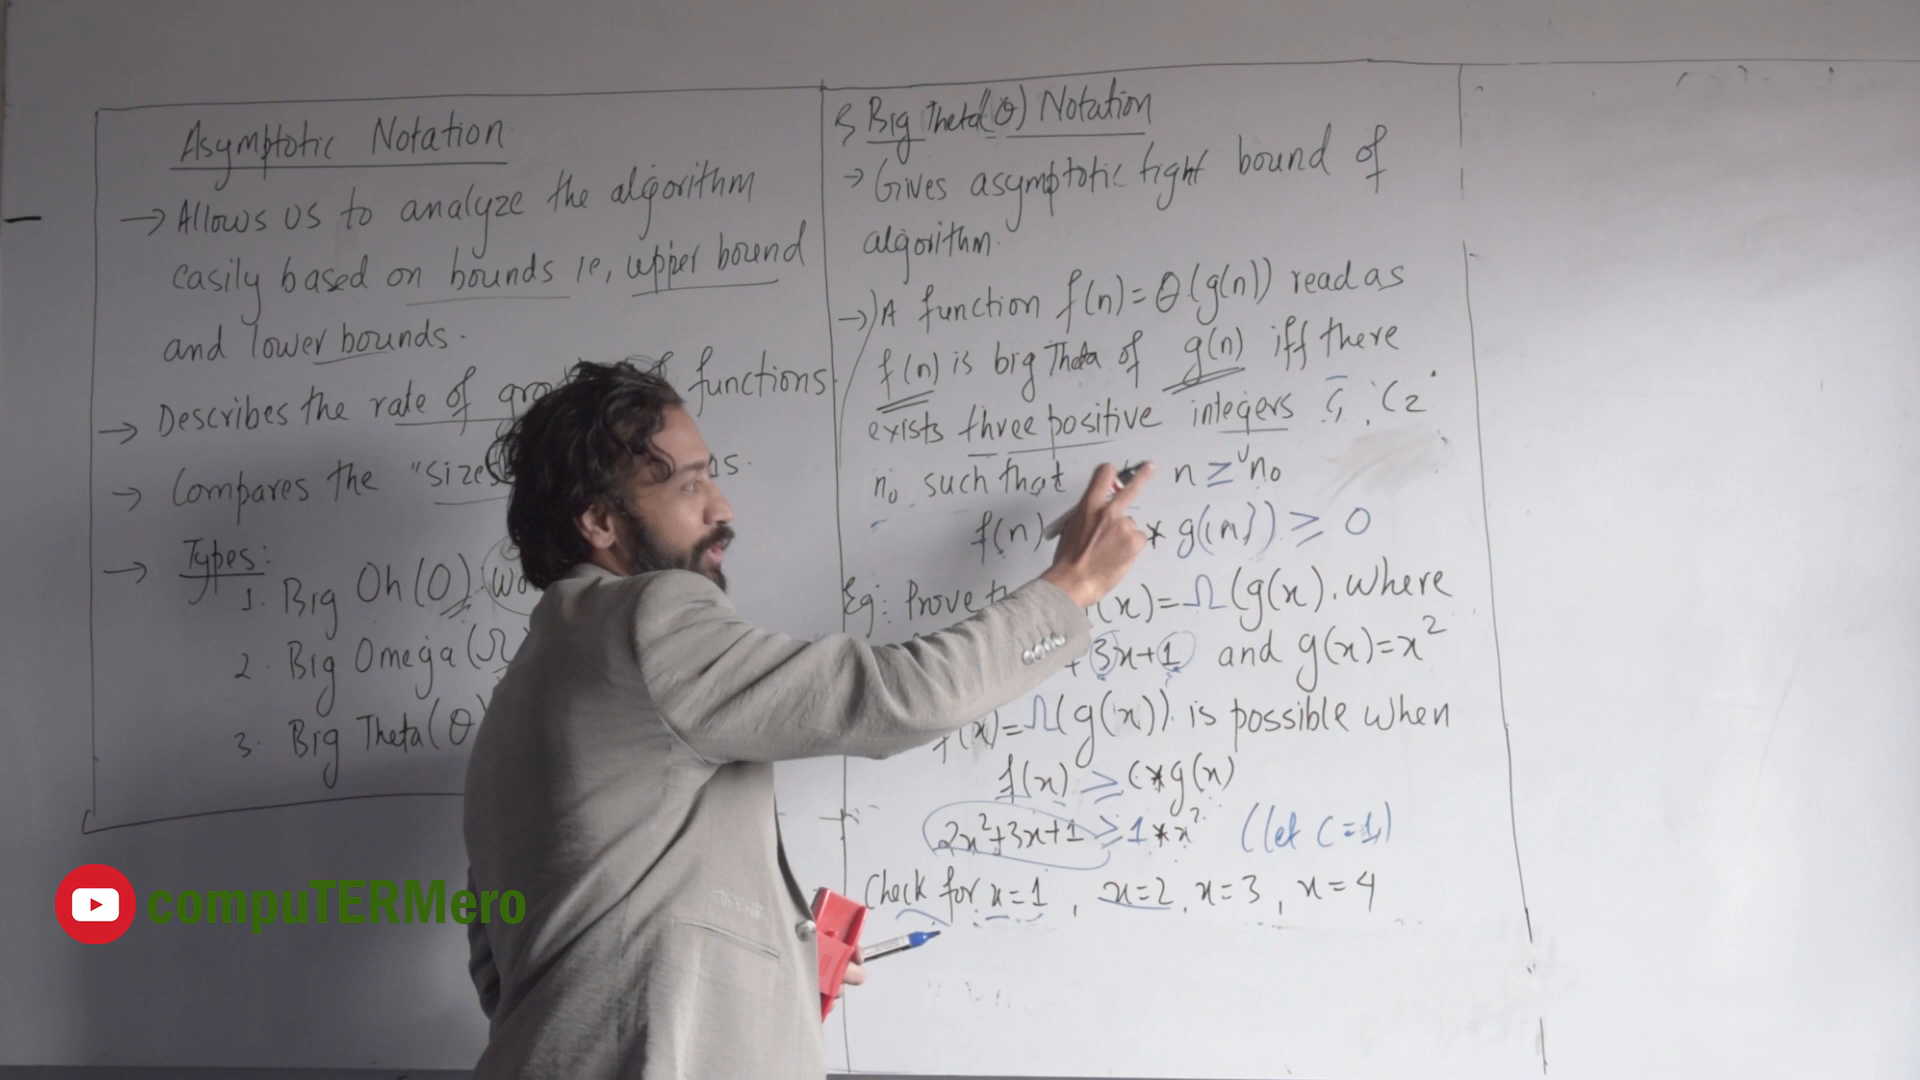 Asymptotic Notation
→ Allows us to analyze the algorithm
easily based on bounds ie, upper bound
and lower bounds.
→ Describes the rate of functions
→ Compares the "sizes
→ Types:
1. Big Oh (O)
2. Big Omega (Ω
3. Big Theta (θ
Big Theta (θ) Notation
→ Gives asymptotic tight bound of
algorithm.
→ A function f(n) = θ(g(n)) read as
f(n) is big Theta of g(n) iff there
exists three positive integers C₁, C2
n₀ such that n ≥ n₀
f(n) * g(n)) ≥ 0
Eg: Prove (x) = Ω(g(x). where
+3x+1 and g(x) = x²
f(x) = Ω(g(x)) is possible when
f(x) ≥ C*g(x)
2x²+3x+1 ≥ 1*x² (let C=1)
Check for x=1, x=2, x=3, x=4
compuTERMero